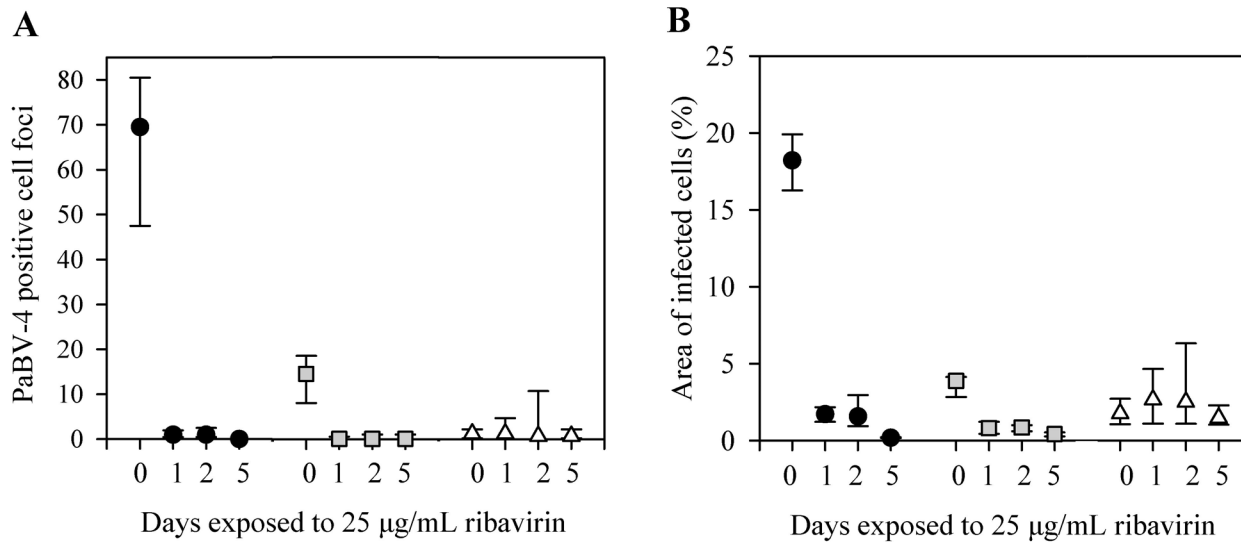 A
PaBV-4 positive cell foci
80
70
60
50
40
30
20
10
0
0 1 2 5 0 1 2 5 0 1 2 5
Days exposed to 25 µg/mL ribavirin
B
Area of infected cells (%)
25
20
15
10
5
0
0 1 2 5 0 1 2 5 0 1 2 5
Days exposed to 25 µg/mL ribavirin